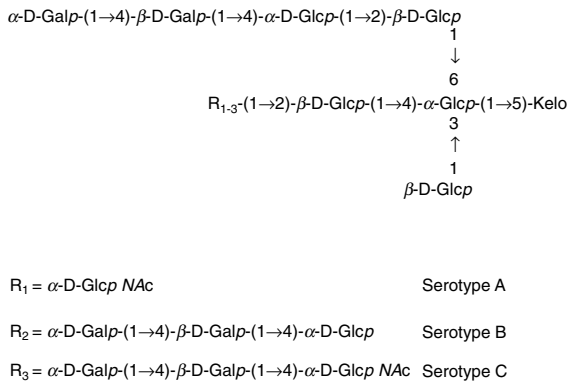 α-D-Galp-(1→4)-β-D-Galp-(1→4)-α-D-Glcp-(1→2)-β-D-Glcp
1
↓
6
R1-3-(1→2)-β-D-Glcp-(1→4)-α-Glcp-(1→5)-Kelo
3
↑
1
β-D-Glcp
R1 = α-D-Glcp NAc Serotype A
R2 = α-D-Galp-(1→4)-β-D-Galp-(1→4)-α-D-Glcp Serotype B
R3 = α-D-Galp-(1→4)-β-D-Galp-(1→4)-α-D-Glcp NAc Serotype C